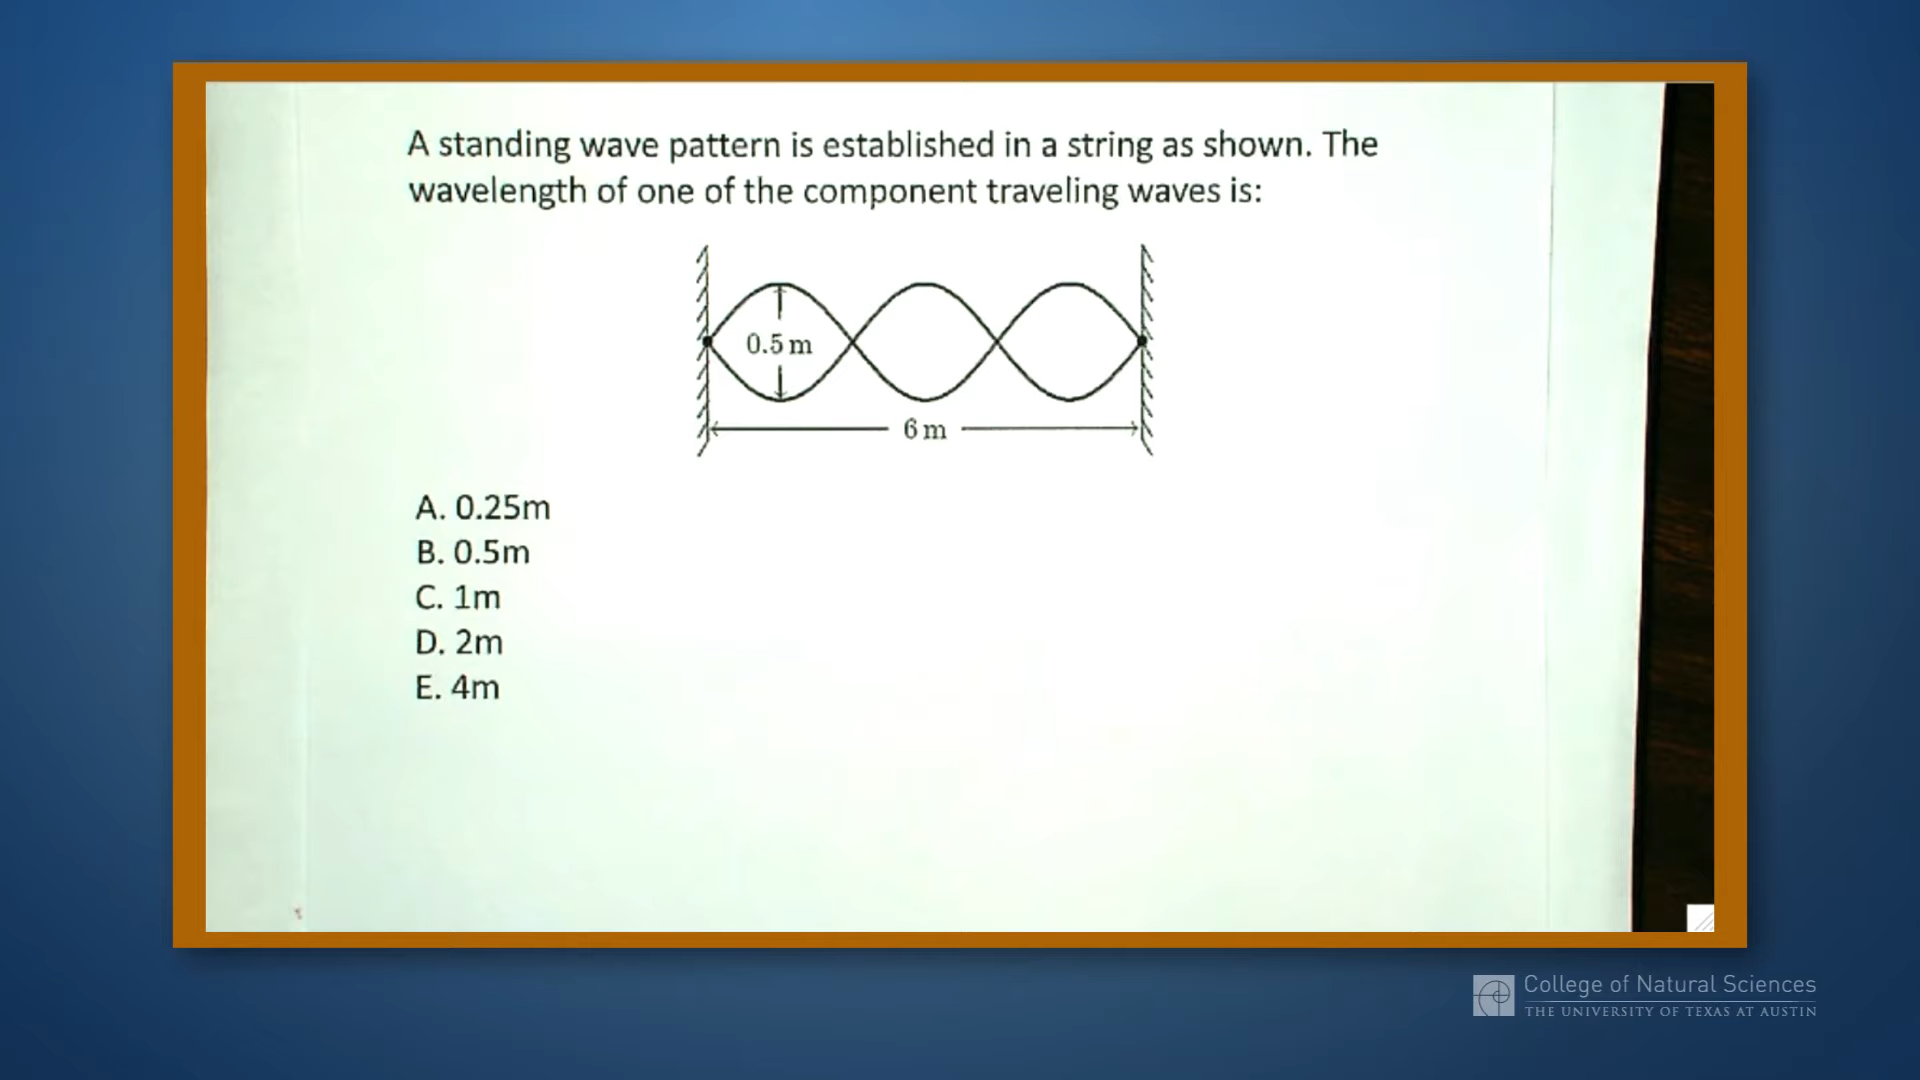 A standing wave pattern is established in a string as shown. The
wavelength of one of the component traveling waves is:
0.5 m
6 m
A. 0.25m
B. 0.5m
C. 1m
D. 2m
E. 4m
College of Natural Sciences
THE UNIVERSITY OF TEXAS AT AUSTIN